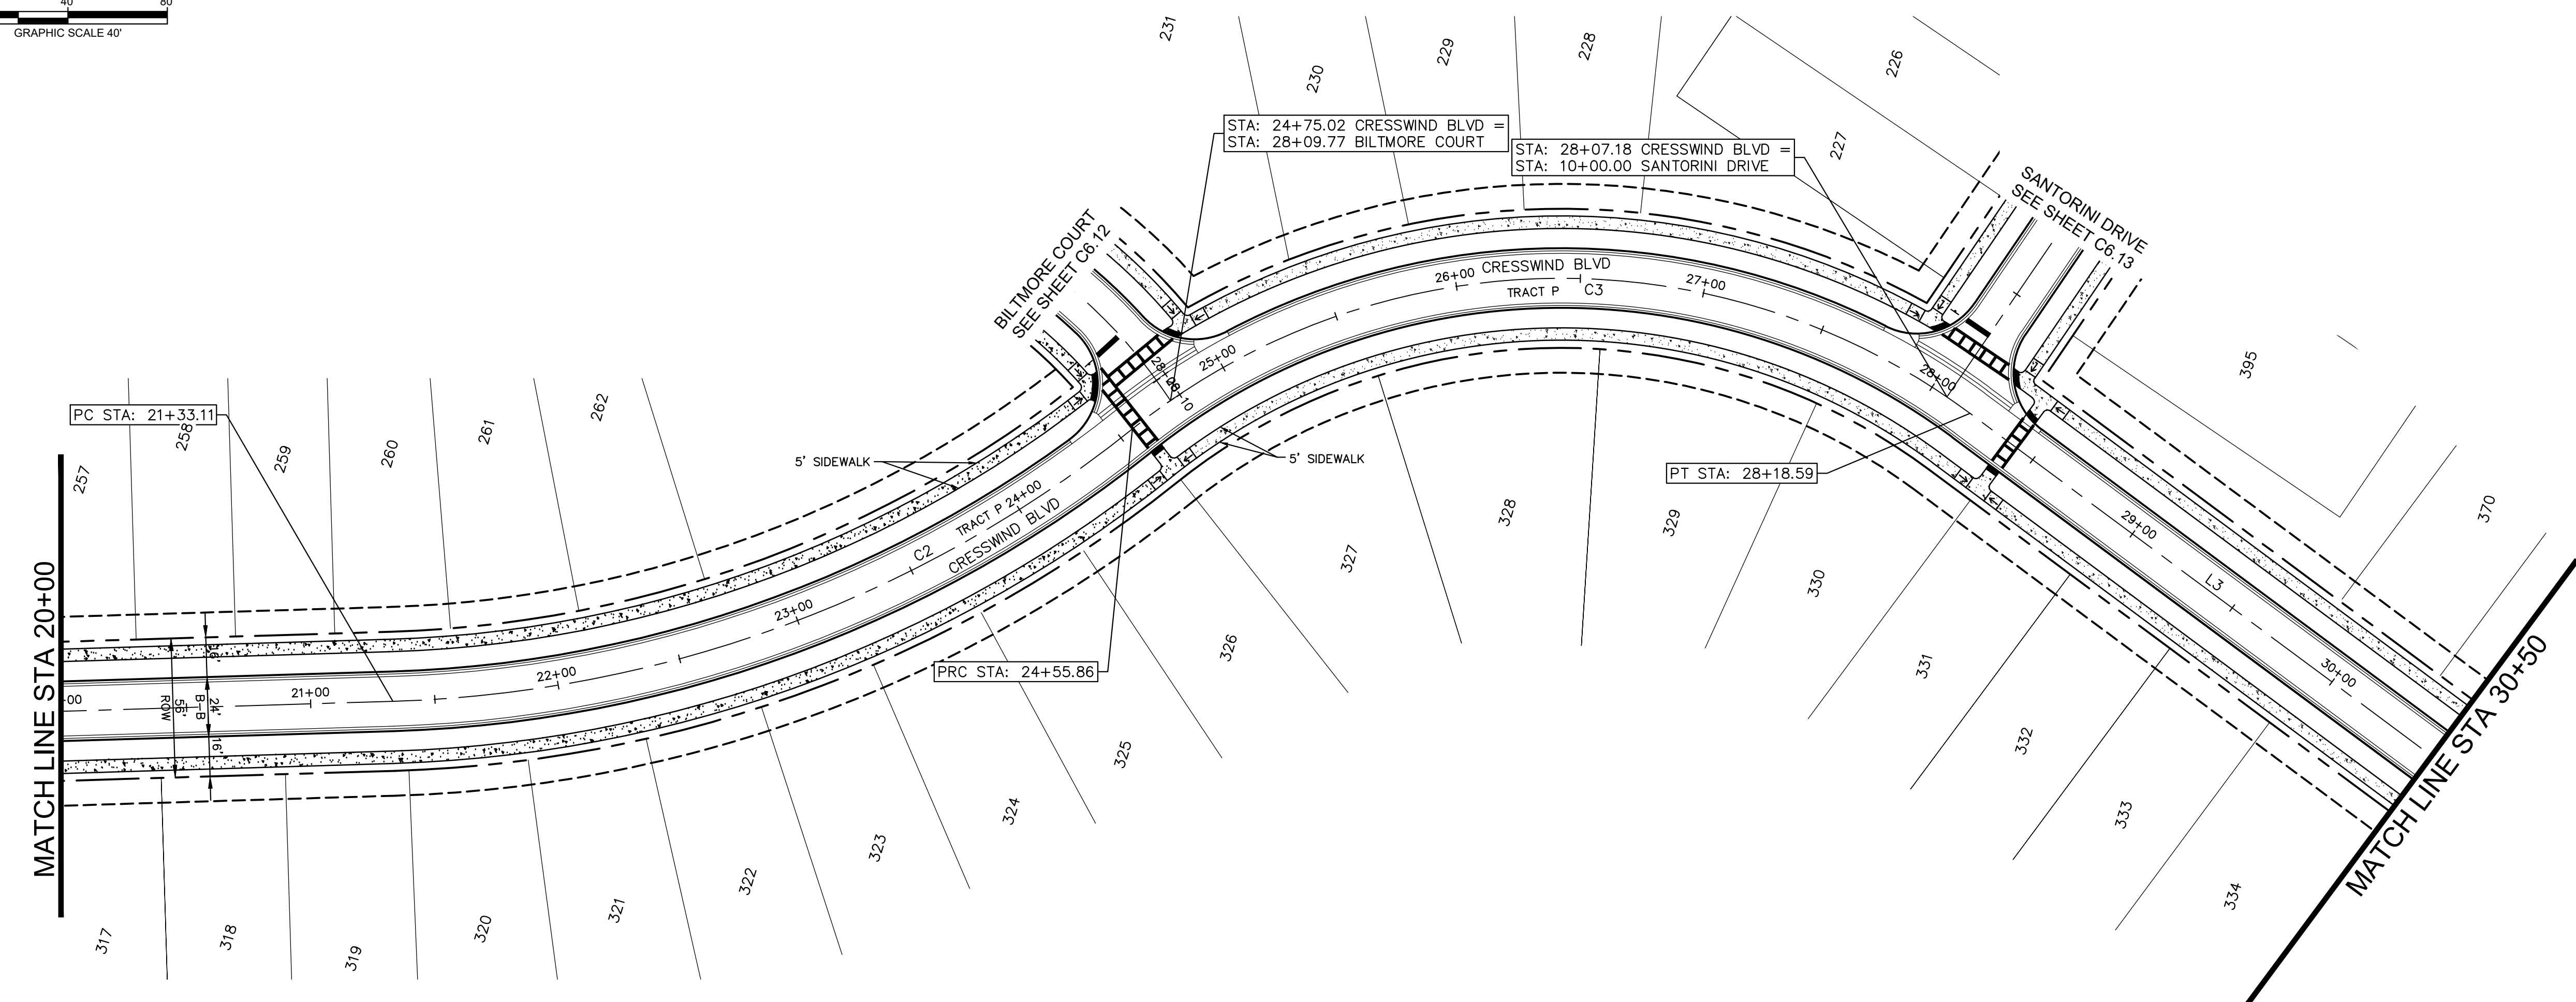 40
80
GRAPHIC SCALE 40'
231
230
229
228
226
227
STA: 24+75.02 CRESSWIND BLVD =
STA: 28+09.77 BILTMORE COURT
STA: 28+07.18 CRESSWIND BLVD =
STA: 10+00.00 SANTORINI DRIVE
SANTORINI DRIVE
SEE SHEET C6.13
BILTMORE COURT
SEE SHEET C6.12
26+00
CRESSWIND BLVD
TRACT P
C3
27+00
25+00
28+00
395
370
PC STA: 21+33.11
257
258
259
260
261
262
5' SIDEWALK
5' SIDEWALK
PT STA: 28+18.59
TRACT P
24+00
C2
CRESSWIND BLVD
23+00
22+00
21+00
PRC STA: 24+55.86
29+00
L3
30+00
16'
24'
B-B
16'
56'
ROW
MATCH LINE STA 20+00
MATCH LINE STA 30+50
317
318
319
320
321
322
323
324
325
326
327
328
329
330
331
332
333
334